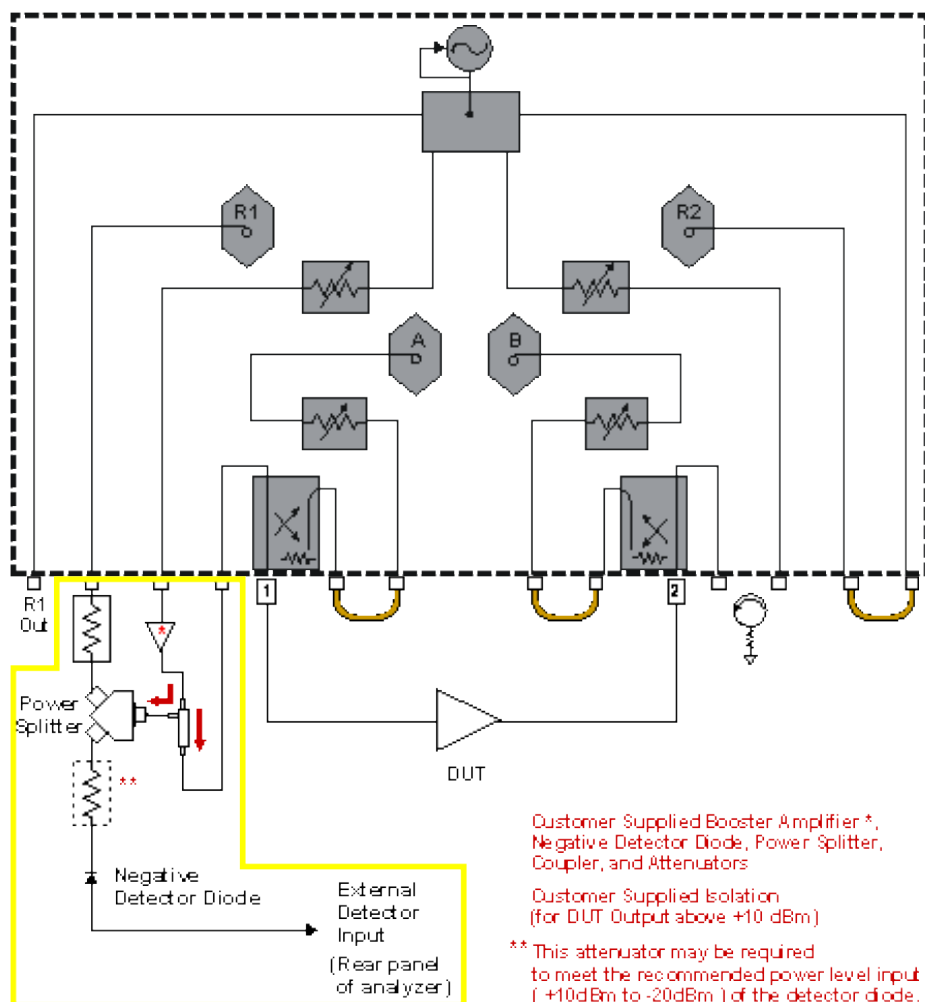 R1
R2
A
B
R1
Out
1
2
*
Power
Splitter
**
DUT
Negative
Detector Diode
External
Detector
Input
(Rear panel
of analyzer)
Customer Supplied Booster Amplifier *,
Negative Detector Diode, Power Splitter,
Coupler, and Attenuators
Customer Supplied Isolation
(for DUT Output above +10 dBm)
** This attenuator may be required
to meet the recommended power level input
( +10dBm to -20dBm ) of the detector diode.